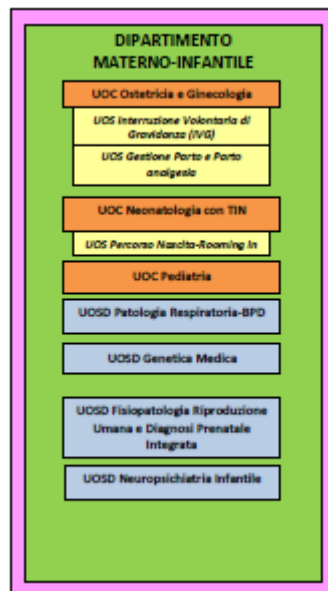 DIPARTIMENTO
MATERNO-INFANTILE
UOC Ostetricia e Ginecologia
UOS Interruzione Volontaria di
Gravidanza (IVG)
UOS Gestione Parto e Parto
analgesia
UOC Neonatologia con TIN
UOS Percorso Nascita-Rooming In
UOC Pediatria
UOSD Patologia Respiratoria-BPD
UOSD Genetica Medica
UOSD Fisiopatologia Riproduzione
Umana e Diagnosi Prenatale
Integrata
UOSD Neuropsichiatria Infantile